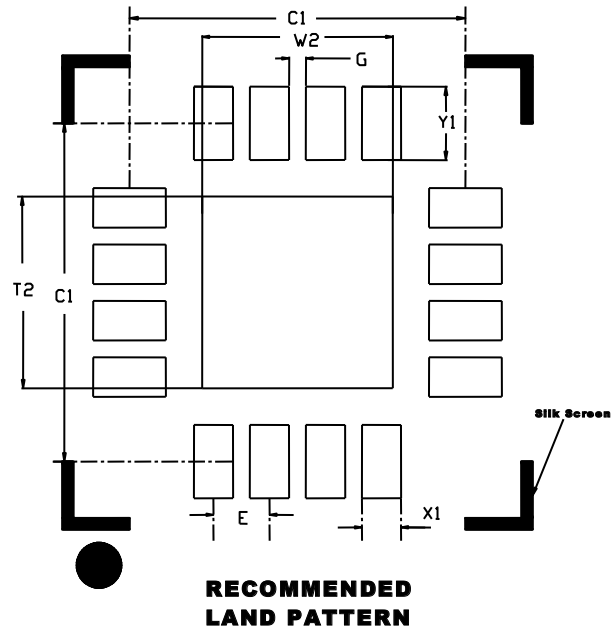 C1
W2
G
Y1
T2
C1
Silk Screen
E
X1
RECOMMENDED
LAND PATTERN